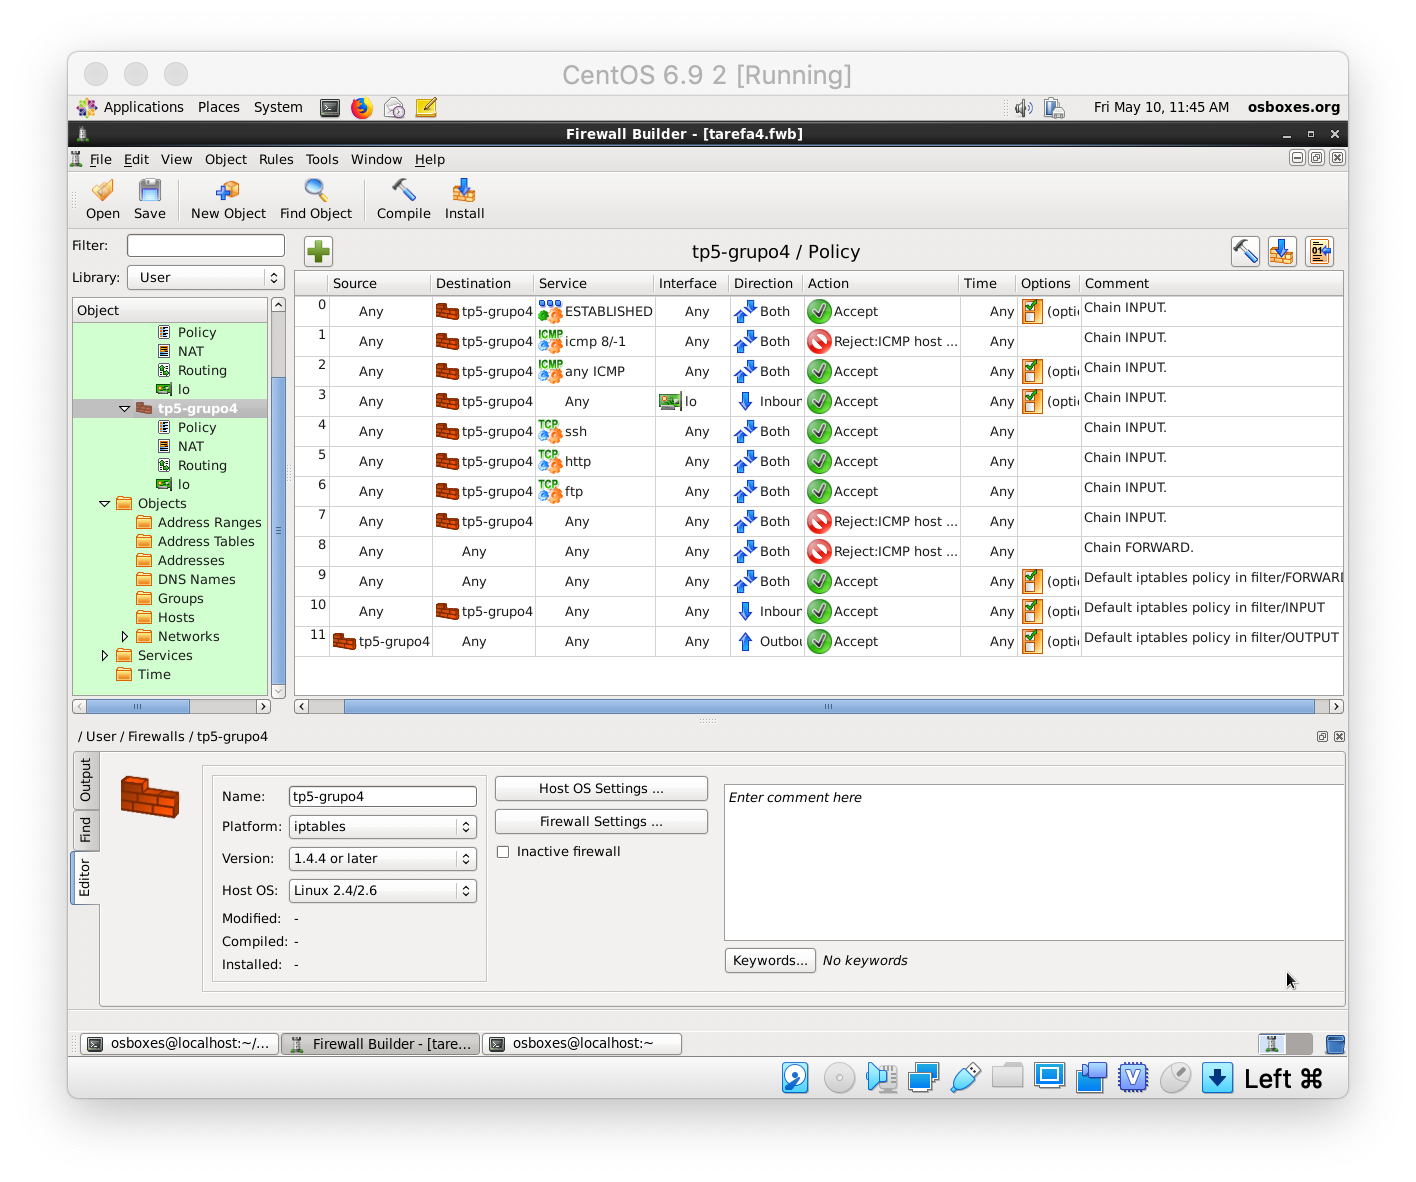 CentOS 6.9 2 [Running]
Applications Places System Fri May 10, 11:45 AM osboxes.org
Firewall Builder - [tarefa4.fwb]
File Edit View Object Rules Tools Window Help
Open Save New Object Find Object Compile Install
Filter:
Library: User
Object
Policy
NAT
Routing
lo
tp5-grupo4
Policy
NAT
Routing
lo
Objects
Address Ranges
Address Tables
Addresses
DNS Names
Groups
Hosts
Networks
Services
Time
tp5-grupo4 / Policy
Source Destination Service Interface Direction Action Time Options Comment
0 Any tp5-grupo4 ESTABLISHED Any Both Accept Any (opti Chain INPUT.
1 Any tp5-grupo4 ICMP icmp 8/-1 Any Both Reject:ICMP host ... Any Chain INPUT.
2 Any tp5-grupo4 ICMP any ICMP Any Both Accept Any (opti Chain INPUT.
3 Any tp5-grupo4 Any lo Inbour Accept Any (opti Chain INPUT.
4 Any tp5-grupo4 TCP ssh Any Both Accept Any Chain INPUT.
5 Any tp5-grupo4 TCP http Any Both Accept Any Chain INPUT.
6 Any tp5-grupo4 TCP ftp Any Both Accept Any Chain INPUT.
7 Any tp5-grupo4 Any Any Both Reject:ICMP host ... Any Chain INPUT.
8 Any Any Any Any Both Reject:ICMP host ... Any Chain FORWARD.
9 Any Any Any Any Both Accept Any (opti Default iptables policy in filter/FORWARD
10 Any tp5-grupo4 Any Any Inbour Accept Any (opti Default iptables policy in filter/INPUT
11 tp5-grupo4 Any Any Any Outbou Accept Any (opti Default iptables policy in filter/OUTPUT
/ User / Firewalls / tp5-grupo4
Output
Find
Editor
Name: tp5-grupo4
Platform: iptables
Version: 1.4.4 or later
Host OS: Linux 2.4/2.6
Modified: -
Compiled: -
Installed: -
Host OS Settings ...
Firewall Settings ...
Inactive firewall
Enter comment here
Keywords... No keywords
osboxes@localhost:~/... Firewall Builder - [tare... osboxes@localhost:~
V
Left ⌘